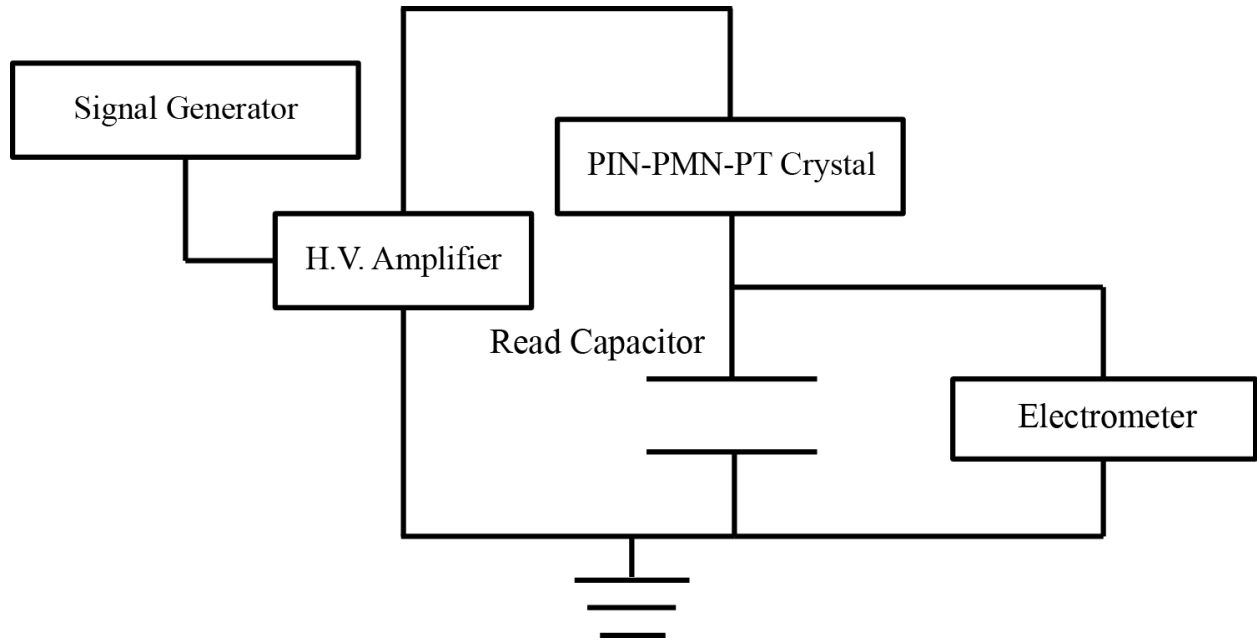 Signal Generator
PIN-PMN-PT Crystal
H.V. Amplifier
Read Capacitor
Electrometer